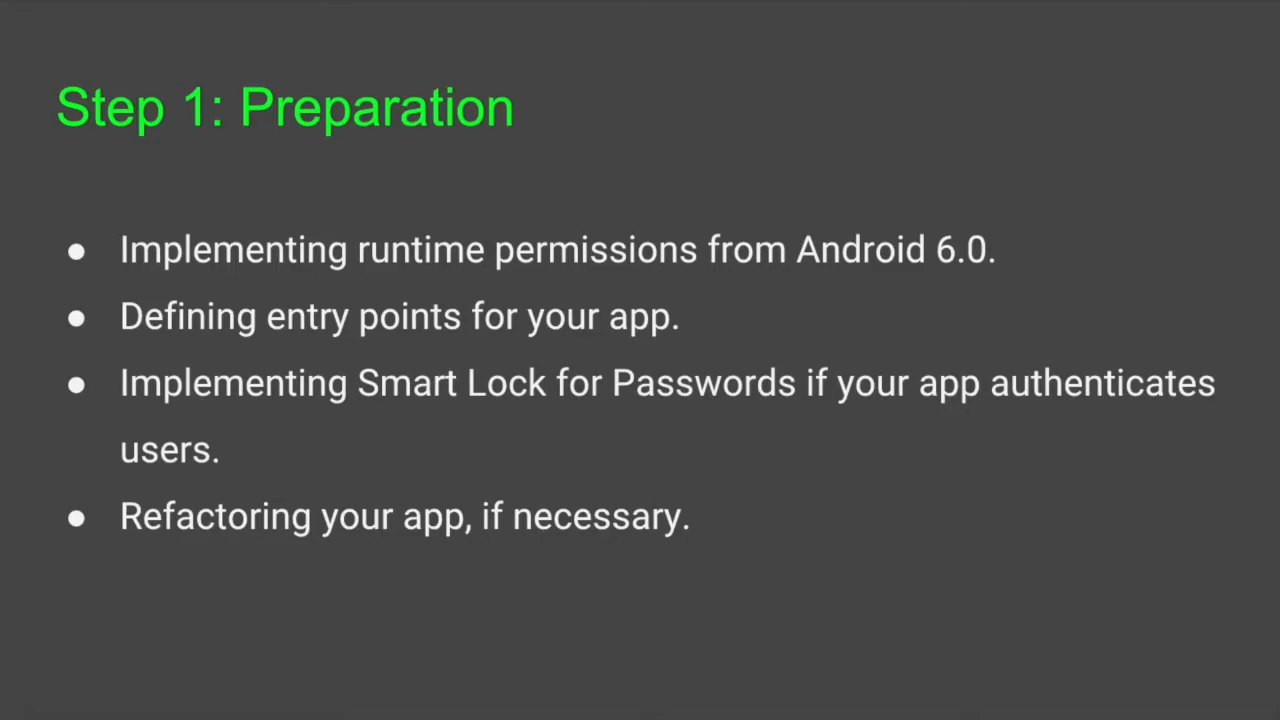 Step 1: Preparation
● Implementing runtime permissions from Android 6.0.
● Defining entry points for your app.
● Implementing Smart Lock for Passwords if your app authenticates
users.
● Refactoring your app, if necessary.